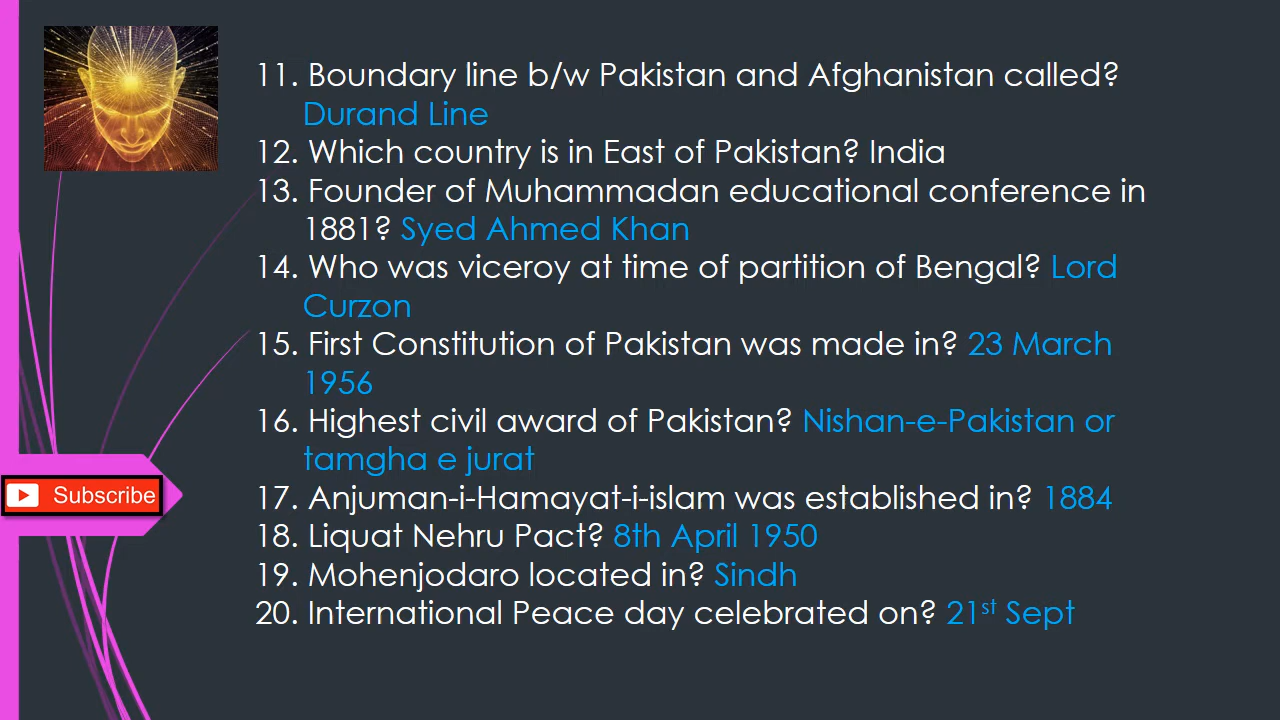 11. Boundary line b/w Pakistan and Afghanistan called?
Durand Line
12. Which country is in East of Pakistan? India
13. Founder of Muhammadan educational conference in
1881? Syed Ahmed Khan
14. Who was viceroy at time of partition of Bengal? Lord
Curzon
15. First Constitution of Pakistan was made in? 23 March
1956
16. Highest civil award of Pakistan? Nishan-e-Pakistan or
tamgha e jurat
17. Anjuman-i-Hamayat-i-islam was established in? 1884
18. Liquat Nehru Pact? 8th April 1950
19. Mohenjodaro located in? Sindh
20. International Peace day celebrated on? 21st Sept
Subscribe